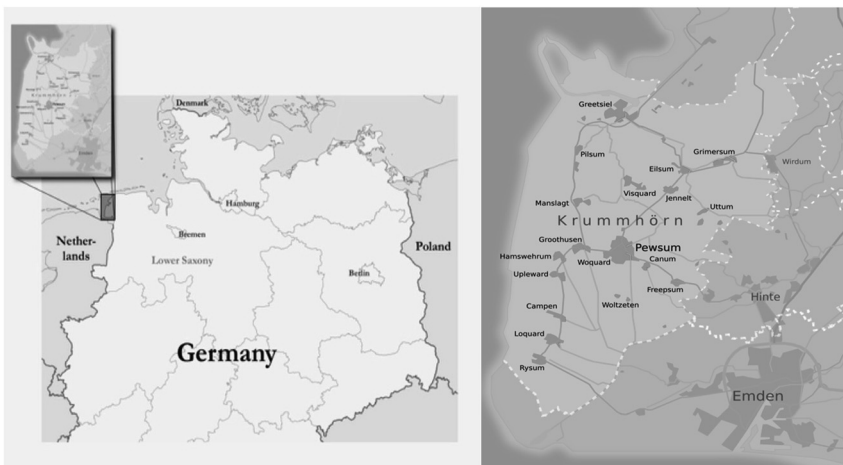 Denmark
Hamburg
Bremen
Nether-
lands
Poland
Lower Saxony
Berlin
Germany
Greetsiel
Pilsum
Eilsum
Grimersum
Wirdum
Visquard
Jennelt
Manslagt
Uttum
Krummhörn
Groothusen
Pewsum
Hamswehrum
Woquard
Canum
Upleward
Freepsum
Hinte
Campen
Woltzeten
Loquard
Rysum
Emden